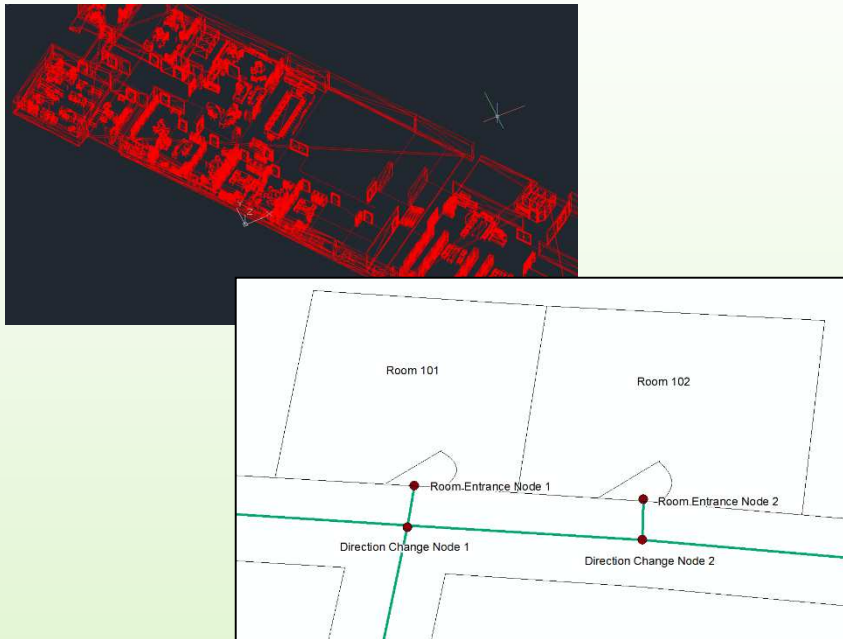 Z
Room 101
Room 102
Room Entrance Node 1
Room Entrance Node 2
Direction Change Node 1
Direction Change Node 2